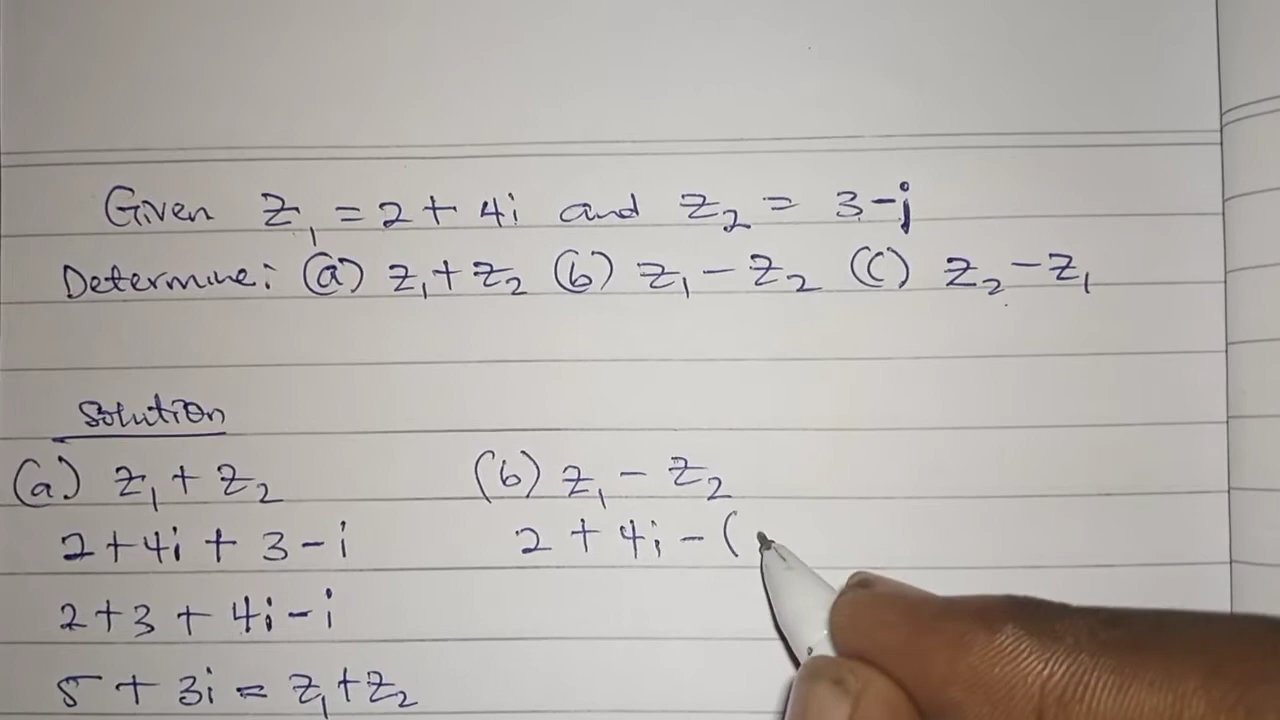 Given z₁ = 2 + 4i and z₂ = 3 - i
Determine: (a) z₁ + z₂ (b) z₁ - z₂ (c) z₂ - z₁
Solution
(a) z₁ + z₂
2 + 4i + 3 - i
2 + 3 + 4i - i
5 + 3i = z₁ + z₂
(b) z₁ - z₂
2 + 4i - (